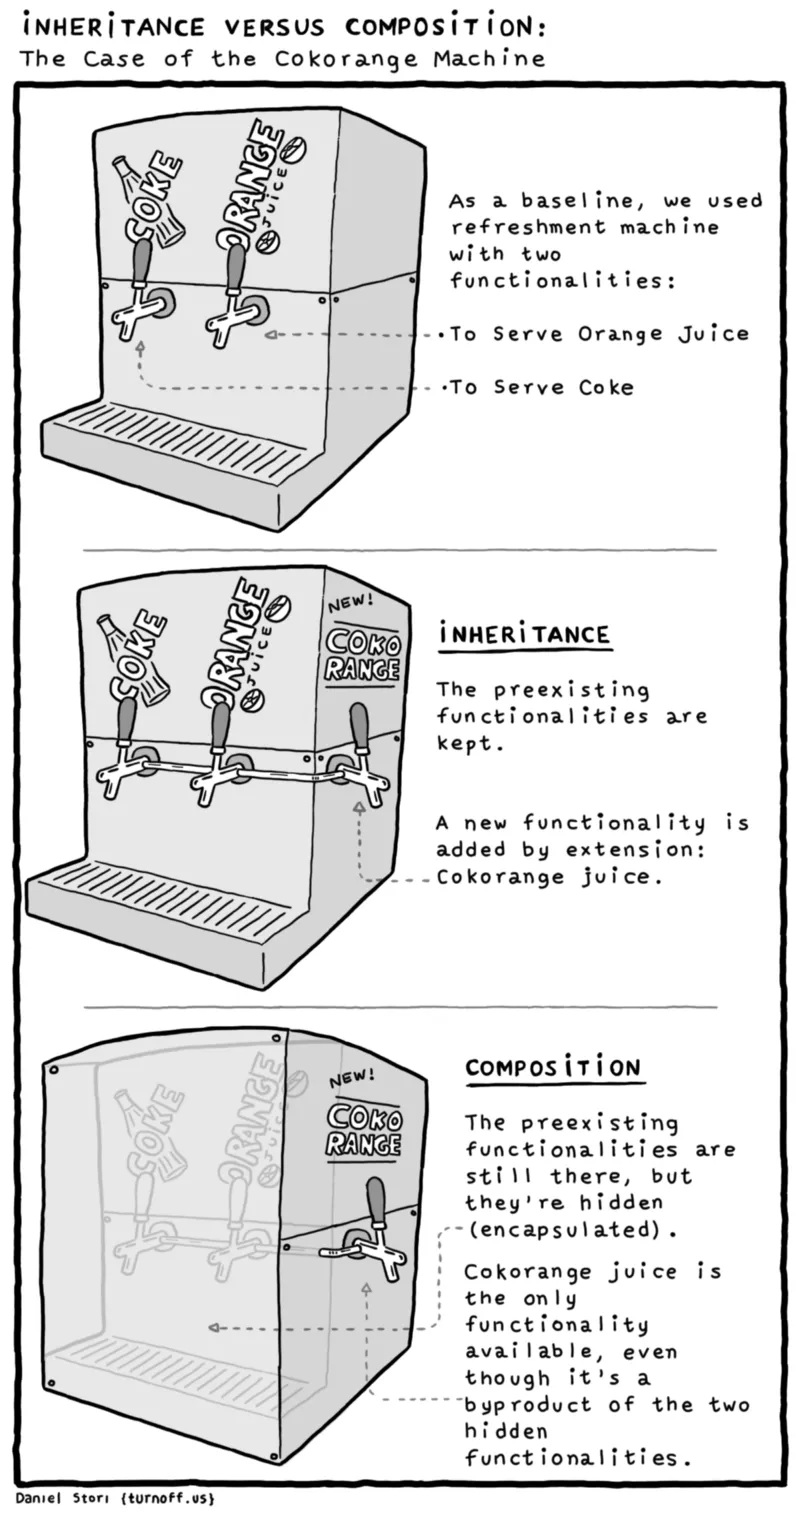 INHERITANCE VERSUS COMPOSITION:
The Case of the Cokorange Machine
COKE
ORANGE
JUICE
As a baseline, we used
refreshment machine
with two
functionalities:
·To Serve Orange Juice
·To Serve Coke
COKE
ORANGE
JUICE
NEW!
COKO
RANGE
INHERITANCE
The preexisting
functionalities are
kept.
A new functionality is
added by extension:
Cokorange juice.
COKE
ORANGE
JUICE
NEW!
COKO
RANGE
COMPOSITION
The preexisting
functionalities are
still there, but
they're hidden
(encapsulated).
Cokorange juice is
the only
functionality
available, even
though it's a
byproduct of the two
hidden
functionalities.
Daniel Stori {turnoff.us}